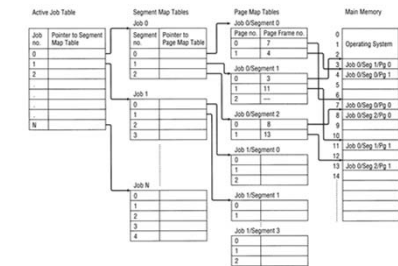 Active Job Table
Job no.
Pointer to Segment Map Table
0
1
2
.
.
.
N
Segment Map Tables
Job 0
Segment no.
Pointer to Page Map Table
0
1
2
Job 1
0
1
2
3
Job N
0
1
2
3
4
Page Map Tables
Job 0/Segment 0
Page no. Page Frame no.
0 7
1 4
Job 0/Segment 1
0 3
1 11
2 ---
Job 0/Segment 2
0 8
1 13
Job 1/Segment 0
0
1
2
Job 1/Segment 1
0
1
Job 1/Segment 3
0
1
2
Main Memory
0
1 Operating System
2
3 Job 0/Seg 1/Pg 0
4 Job 0/Seg 0/Pg 1
5
6
7 Job 0/Seg 0/Pg 0
8 Job 0/Seg 2/Pg 0
9
10
11 Job 0/Seg 1/Pg 1
12
13 Job 0/Seg 2/Pg 1
14